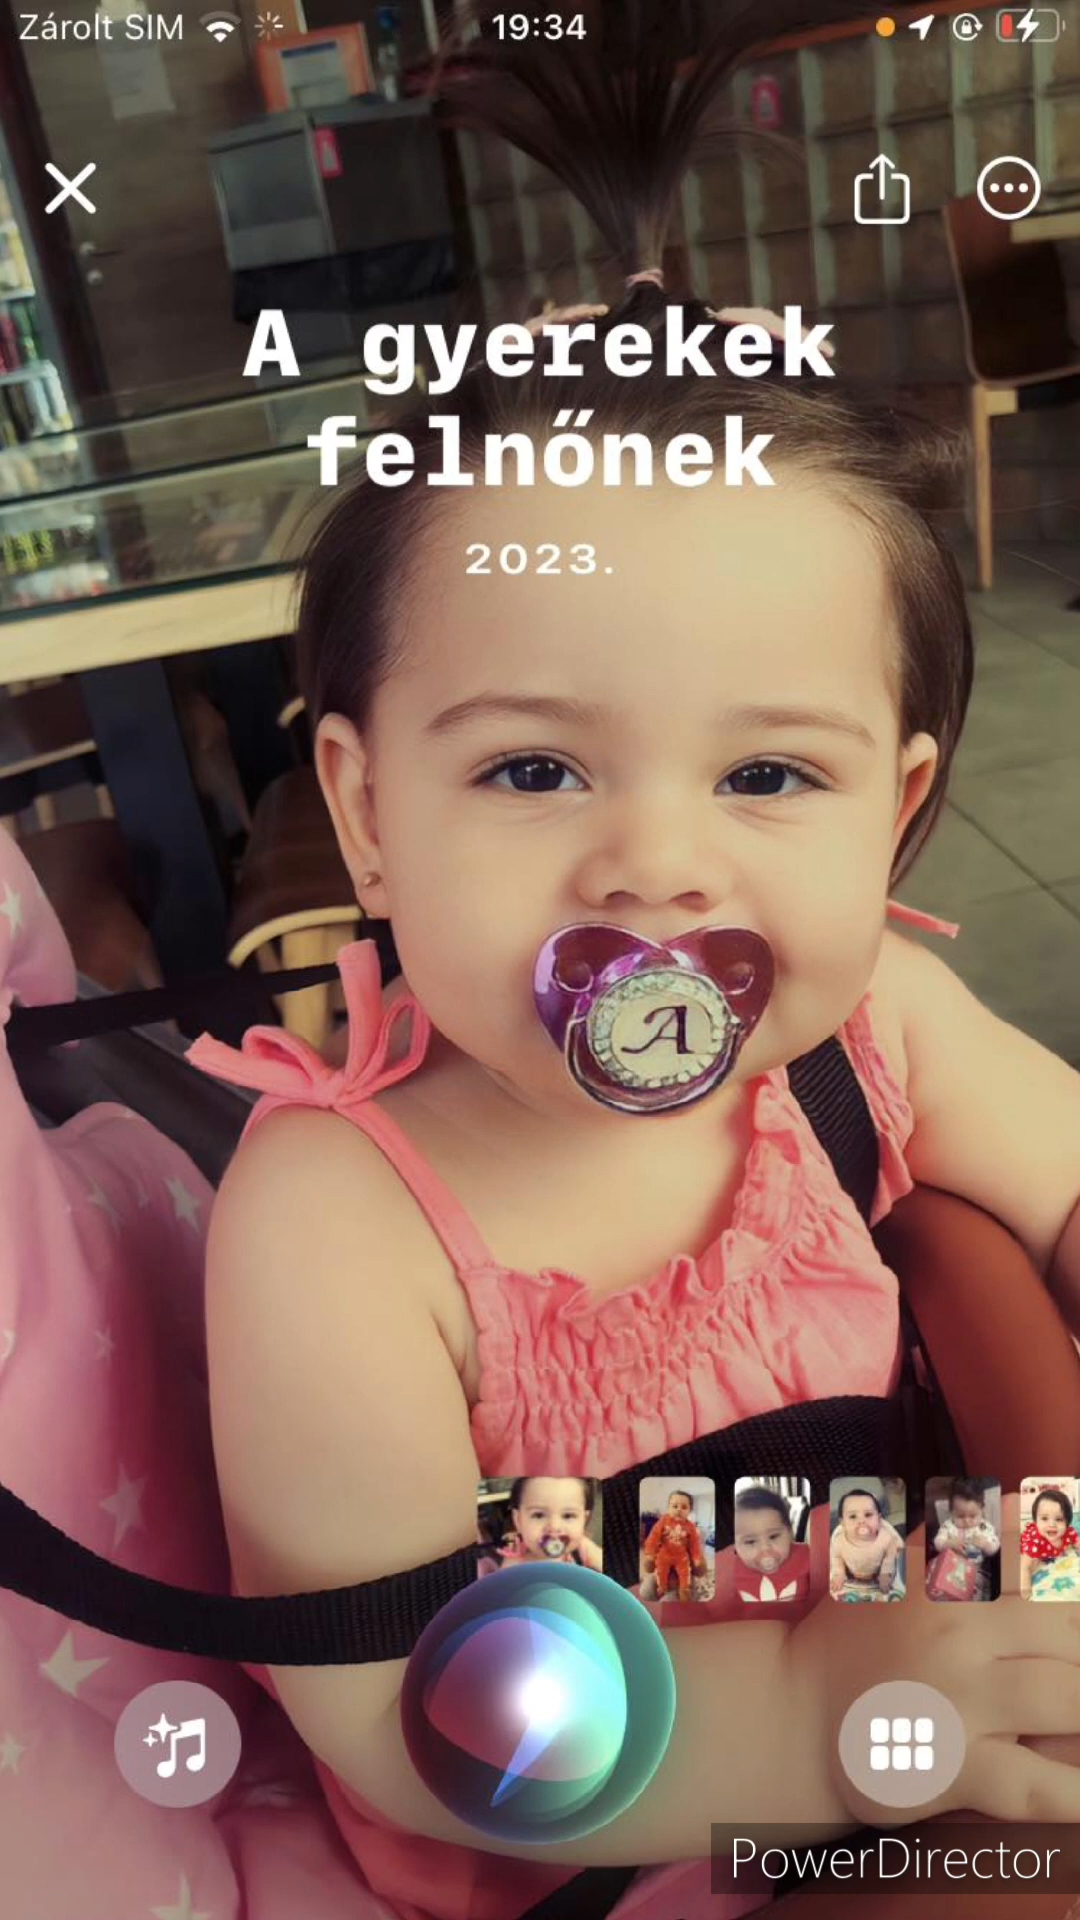 Zárolt SIM 19:34
A gyerekek
felnőnek
2023.
A
PowerDirector